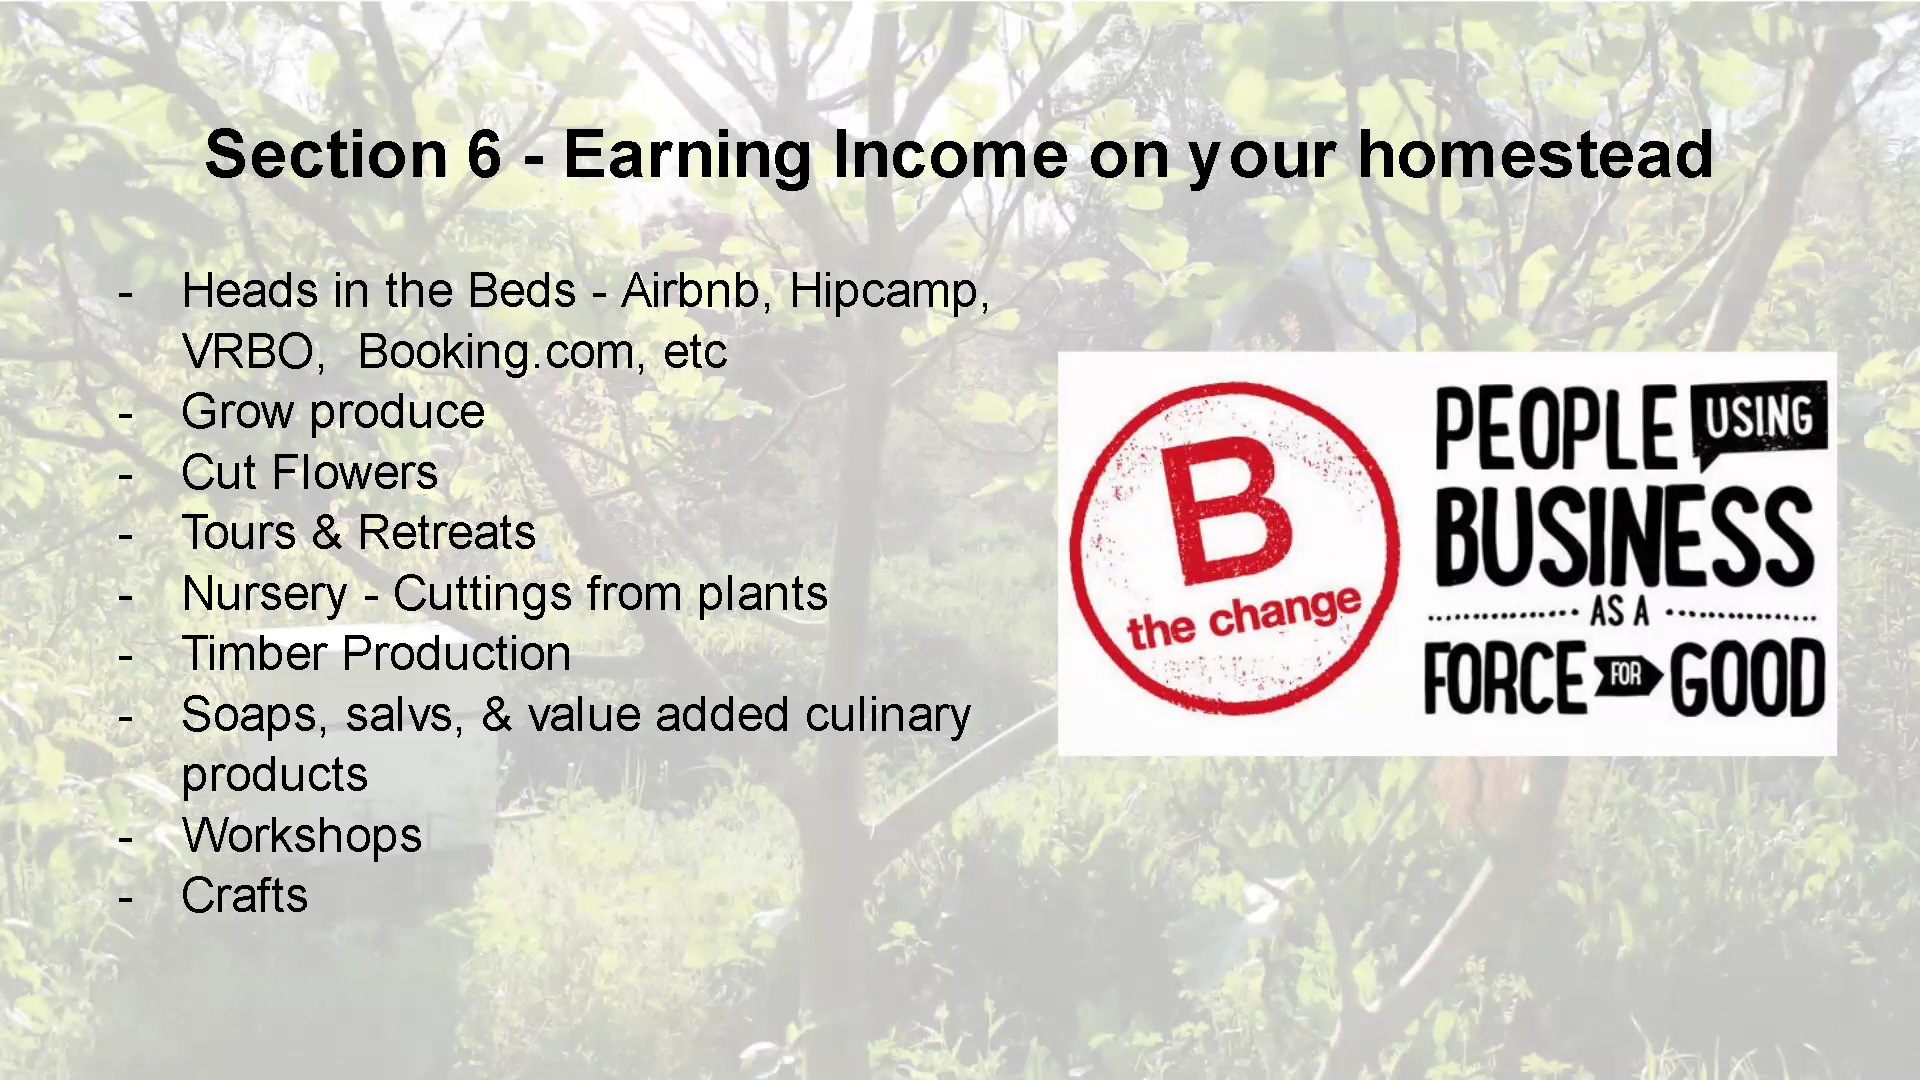 Section 6 - Earning Income on your homestead
- Heads in the Beds - Airbnb, Hipcamp,
VRBO,  Booking.com, etc
- Grow produce
- Cut Flowers
- Tours & Retreats
- Nursery - Cuttings from plants
- Timber Production
- Soaps, salvs, & value added culinary
products
- Workshops
- Crafts
B
the change
PEOPLE USING
BUSINESS
AS A
FORCE FOR GOOD